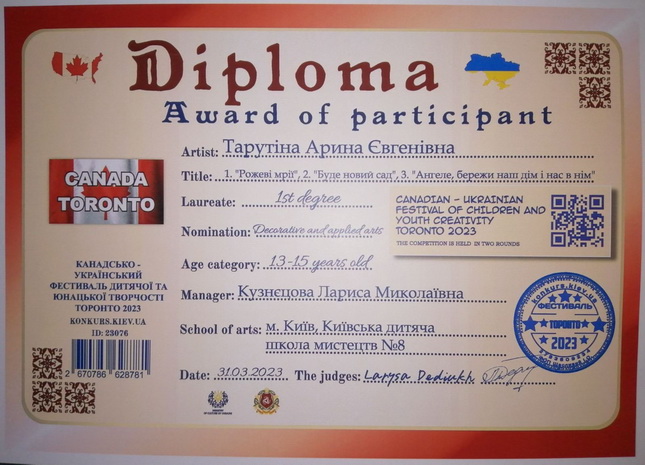 Diploma
Award of participant
Artist: Тарутіна Арина Євгенівна
Title: 1. "Рожеві мрії", 2. "Буде новий сад", 3. "Ангеле, бережи наш дім і нас в нім"
CANADA
TORONTO
Laureate: 1st degree
CANADIAN - UKRAINIAN
FESTIVAL OF CHILDREN AND
YOUTH CREATIVITY
TORONTO 2023
THE COMPETITION IS HELD IN TWO ROUNDS
Nomination: Decorative and applied arts
Age category: 13-15 years old
КАНАДСЬКО -
УКРАЇНСЬКИЙ
ФЕСТИВАЛЬ ДИТЯЧОЇ ТА
ЮНАЦЬКОЇ ТВОРЧОСТІ
ТОРОНТО 2023
KONKURS.KIEV.UA
ID: 23076
2 670786 628781
Manager: Кузнєцова Лариса Миколаївна
School of arts: м. Київ, Київська дитяча
школа мистецтв №8
konkurs.kiev.ua
ФЕСТИВАЛЬ
ТОРОНТО
2023
Date: 31.03.2023 The judges: Larysa Dediukh